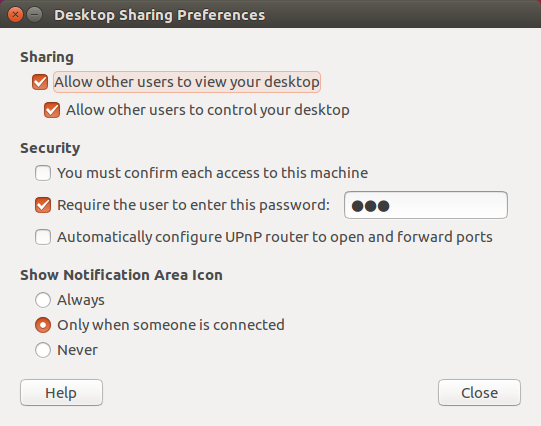 Desktop Sharing Preferences
Sharing
Allow other users to view your desktop
Allow other users to control your desktop
Security
You must confirm each access to this machine
Require the user to enter this password: ●●●
Automatically configure UPnP router to open and forward ports
Show Notification Area Icon
Always
Only when someone is connected
Never
Help Close